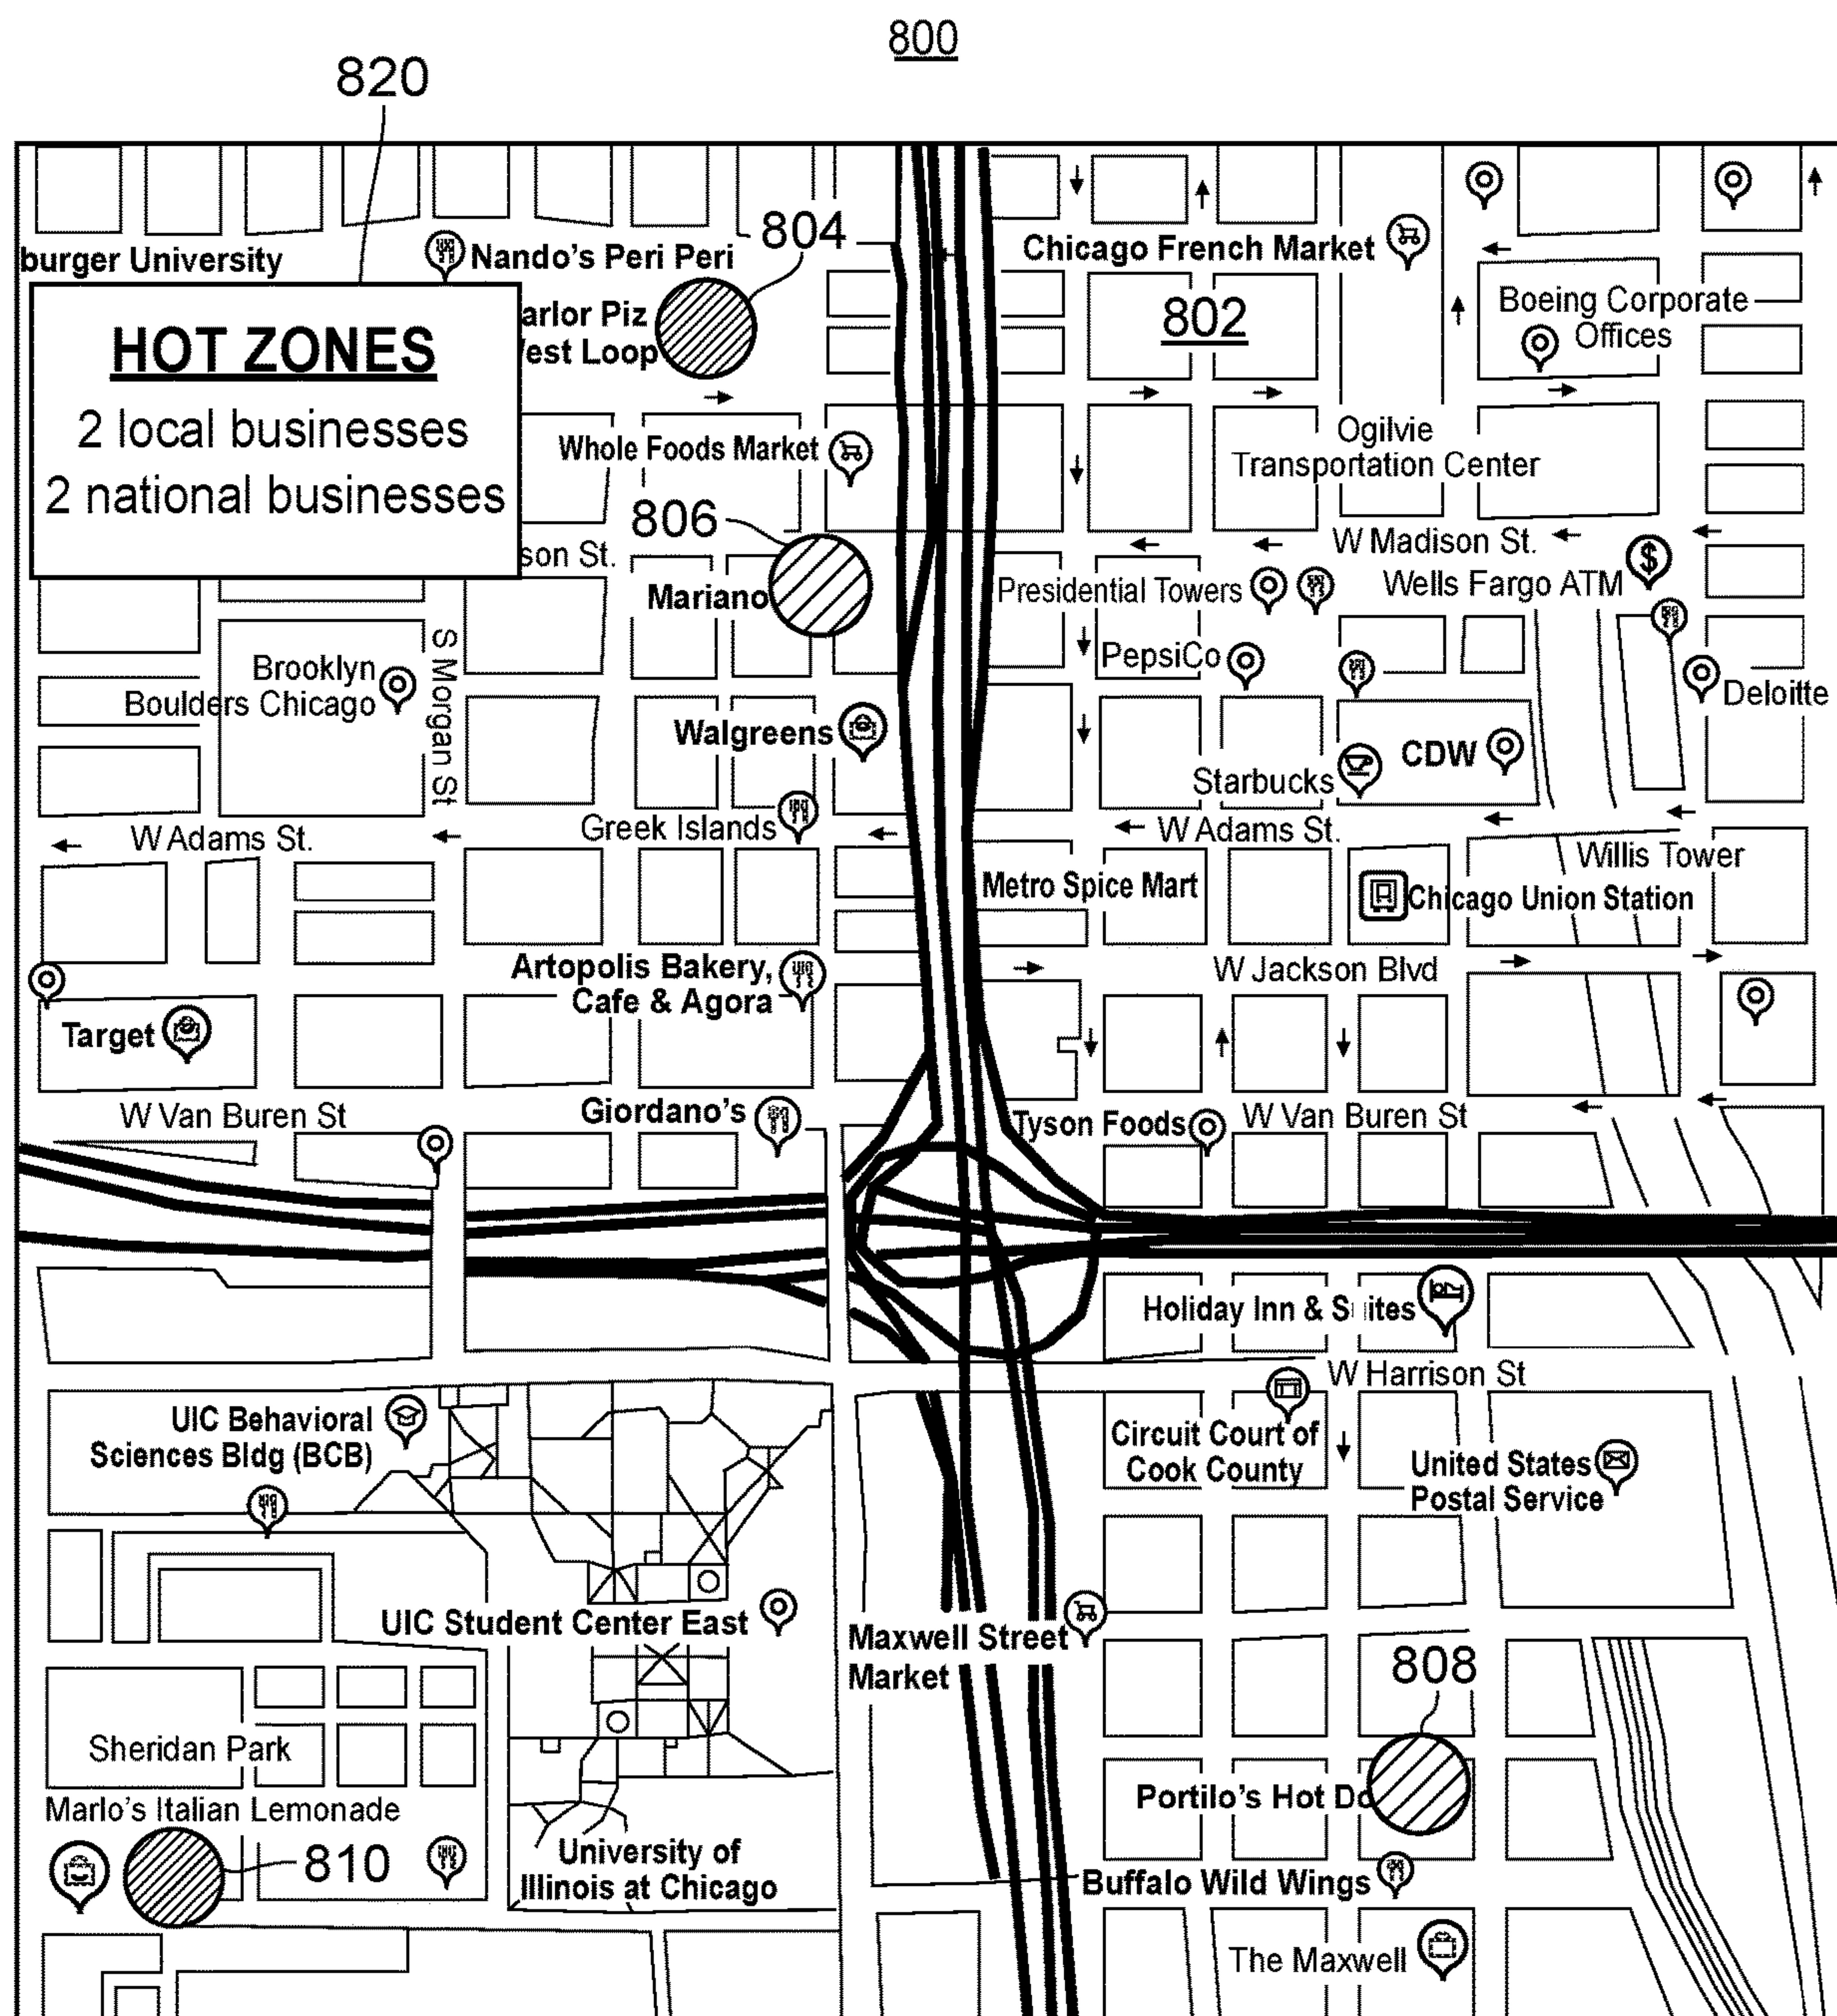 800
820
burger University
Nando's Peri Peri
804
Chicago French Market
HOT ZONES
2 local businesses
2 national businesses
arlor Piz
est Loop
802
Boeing Corporate
Offices
Whole Foods Market
Ogilvie
Transportation Center
806
son St.
W Madison St.
Mariano
Presidential Towers
Wells Fargo ATM
$
Brooklyn
Boulders Chicago
S Morgan St
PepsiCo
Deloitte
Walgreens
CDW
Starbucks
W Adams St.
Greek Islands
W Adams St.
Willis Tower
Metro Spice Mart
Chicago Union Station
Artopolis Bakery,
Cafe & Agora
W Jackson Blvd
Target
W Van Buren St
Giordano's
Tyson Foods
W Van Buren St
Holiday Inn & S ites
W Harrison St
UIC Behavioral
Sciences Bldg (BCB)
Circuit Court of
Cook County
United States
Postal Service
UIC Student Center East
Maxwell Street
Market
808
Sheridan Park
Portilo's Hot Do
Marlo's Italian Lemonade
810
University of
Illinois at Chicago
Buffalo Wild Wings
The Maxwell